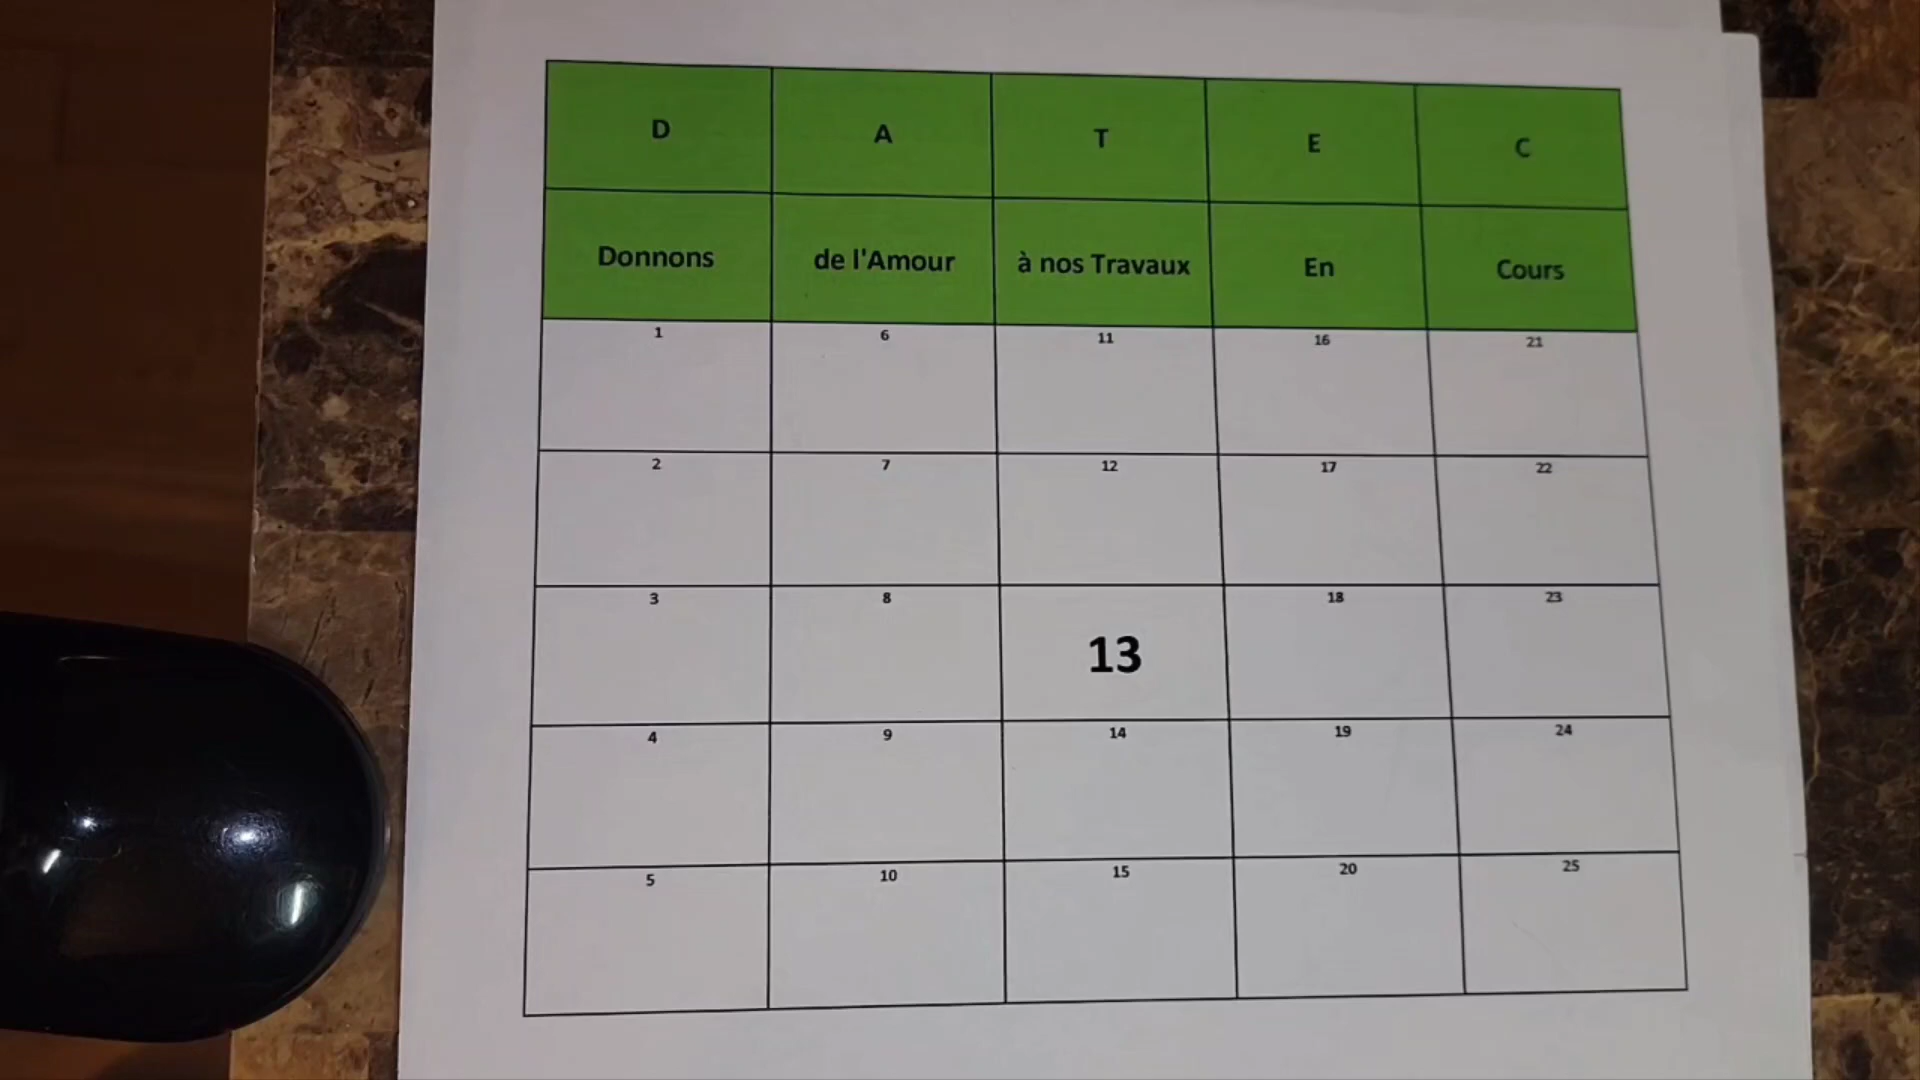 D A T E C
Donnons de l'Amour à nos Travaux En Cours
1 6 11 16 21
2 7 12 17 22
3 8 13 18 23
4 9 14 19 24
5 10 15 20 25